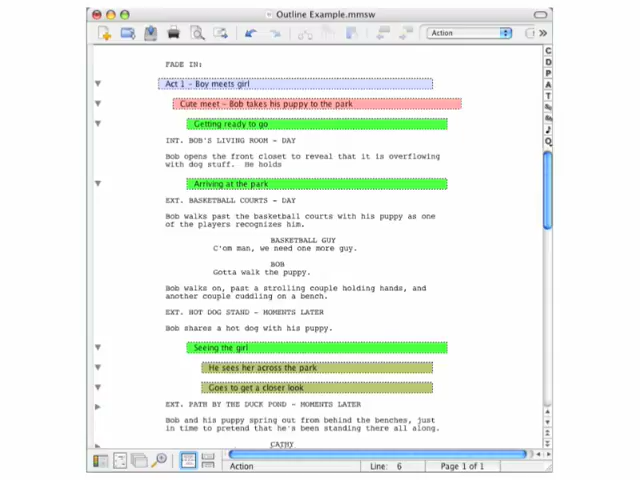 Outline Example.mmsw
Action
FADE IN:
Act 1 - Boy meets girl
Cute meet - Bob takes his puppy to the park
Getting ready to go
INT. BOB'S LIVING ROOM - DAY
Bob opens the front closet to reveal that it is overflowing
with dog stuff. He holds
Arriving at the park
EXT. BASKETBALL COURTS - DAY
Bob walks past the basketball courts with his puppy as one
of the players recognizes him.
BASKETBALL GUY
C'om man, we need one more guy.
BOB
Gotta walk the puppy.
Bob walks on, past a strolling couple holding hands, and
another couple cuddling on a bench.
EXT. HOT DOG STAND - MOMENTS LATER
Bob shares a hot dog with his puppy.
Seeing the girl
He sees her across the park
Goes to get a closer look
EXT. PATH BY THE DUCK POND - MOMENTS LATER
Bob and his puppy spring out from behind the benches, just
in time to pretend that he's been standing there all along.
CATHY
C
D
P
A
T
Action
Line: 6
Page 1 of 1